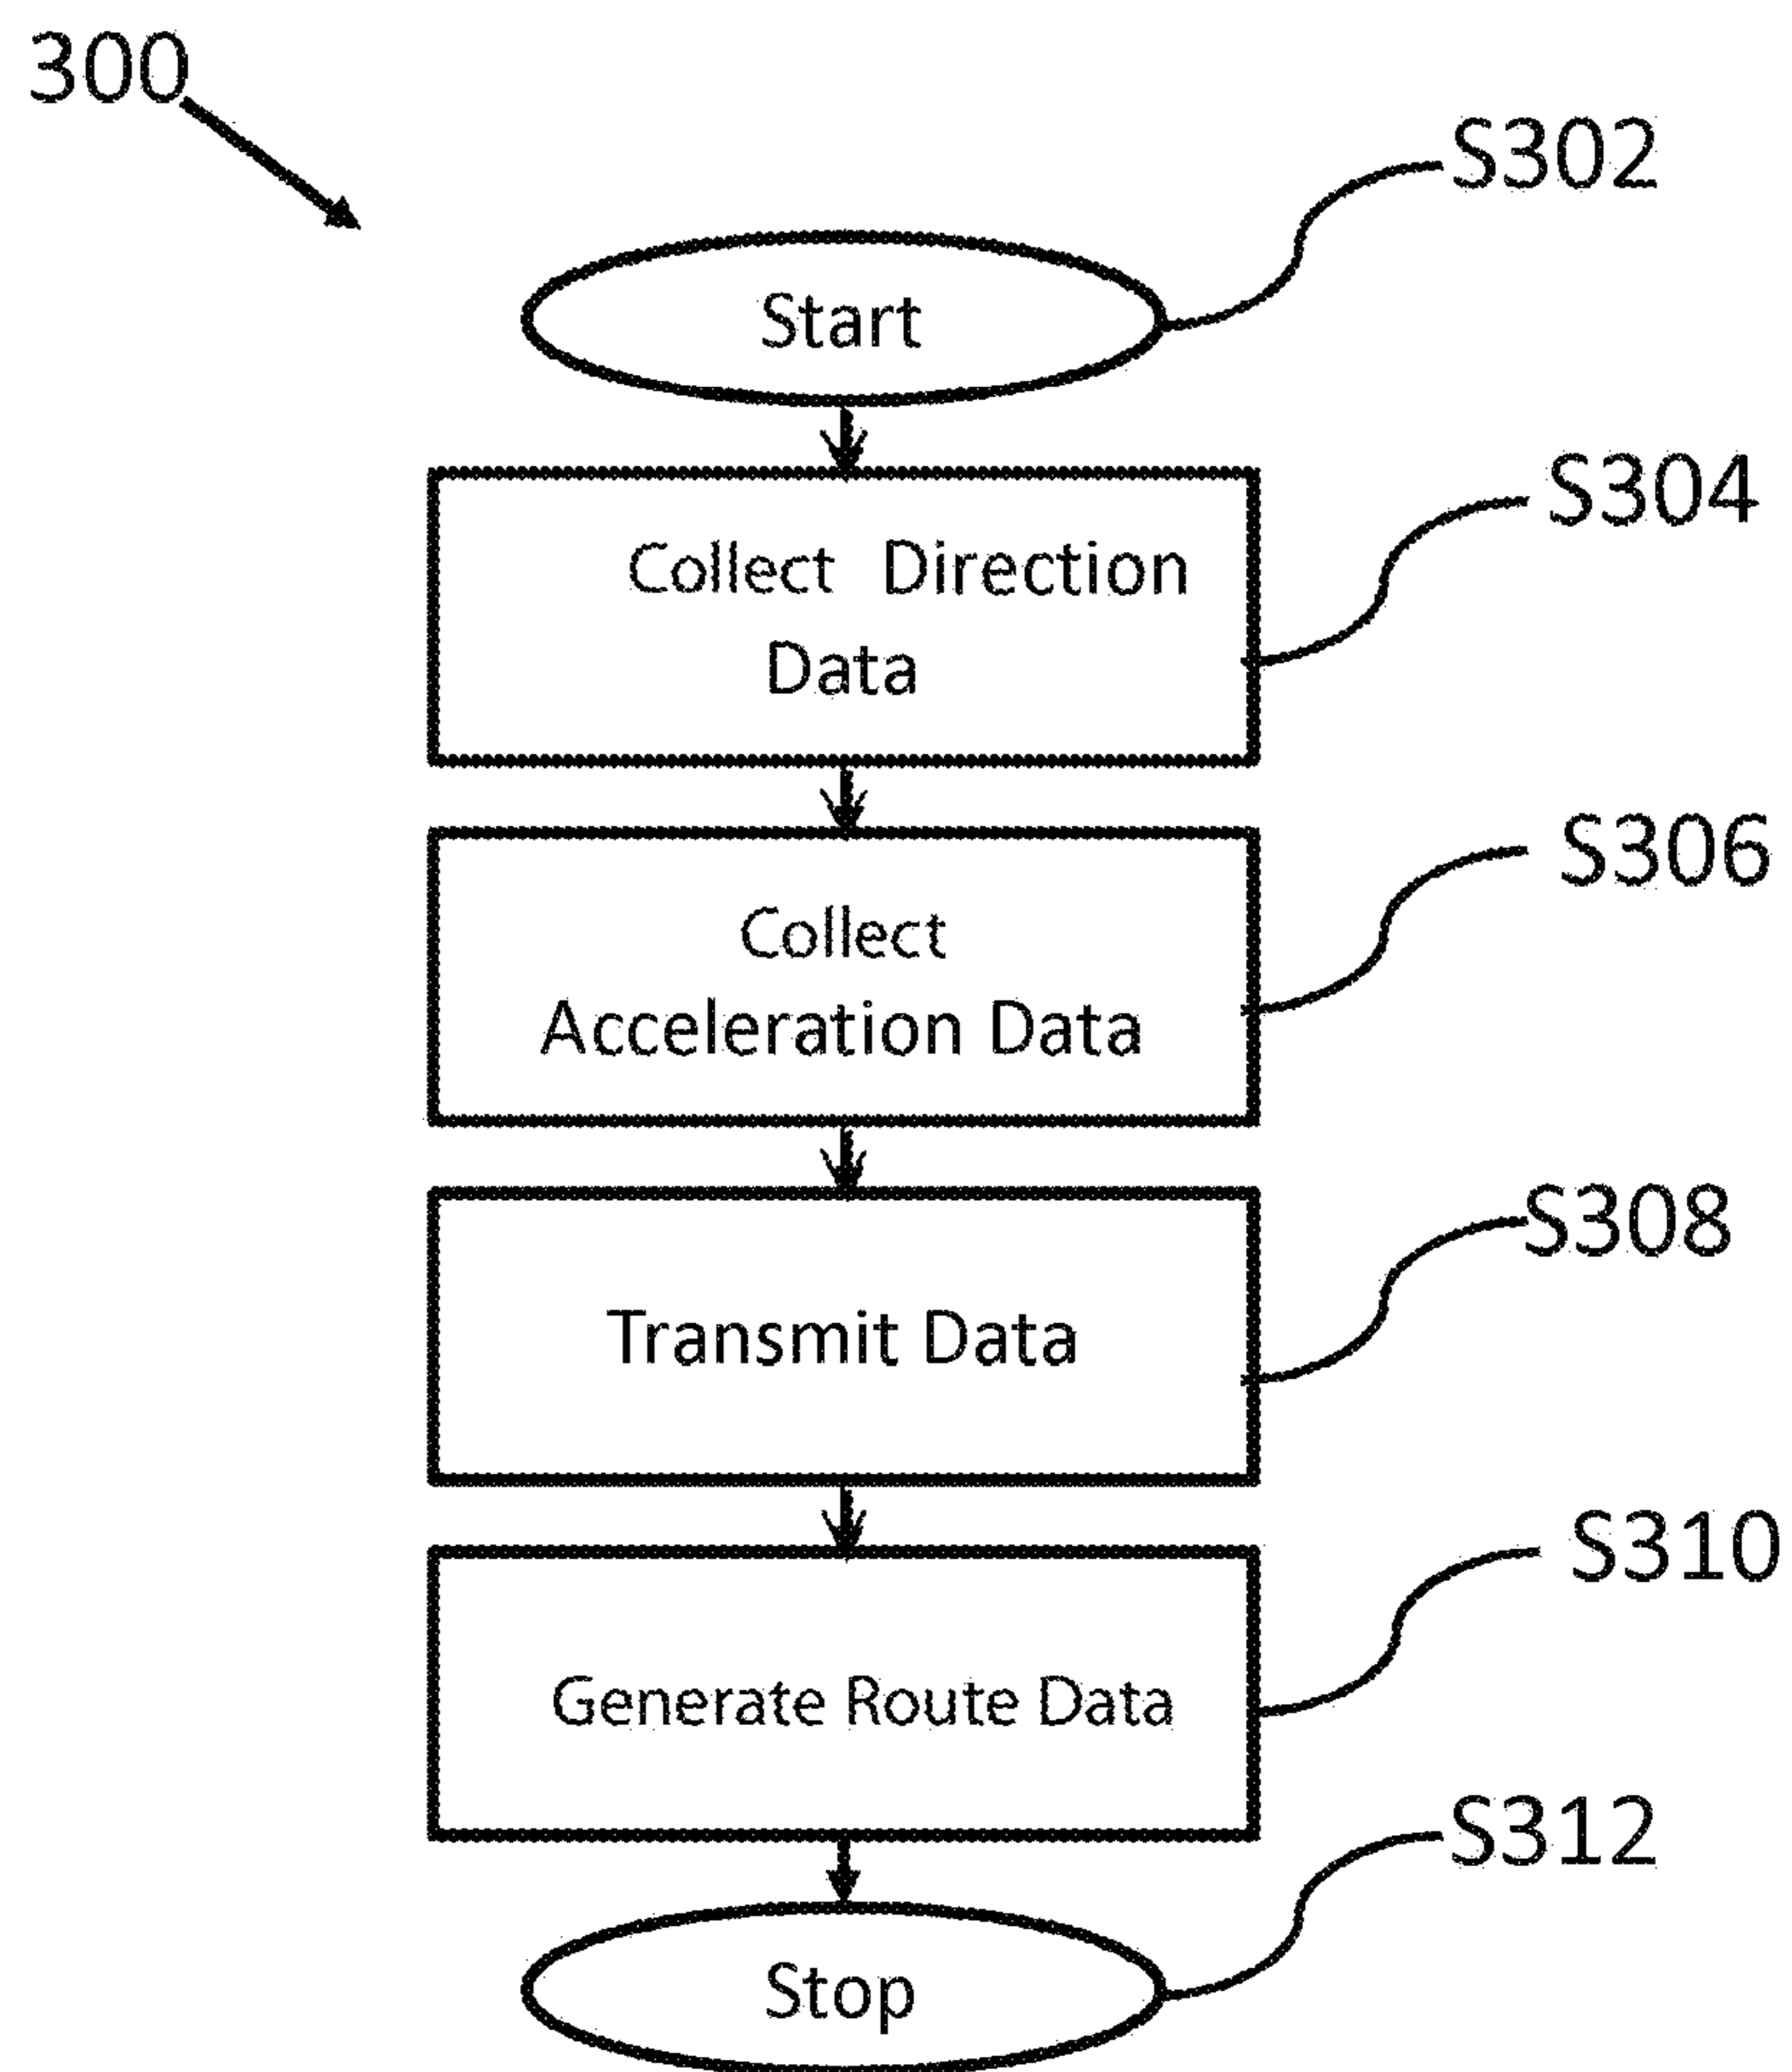 300
S302
Start
S304
Collect Direction
Data
S306
Collect
Acceleration Data
S308
Transmit Data
S310
Generate Route Data
S312
Stop